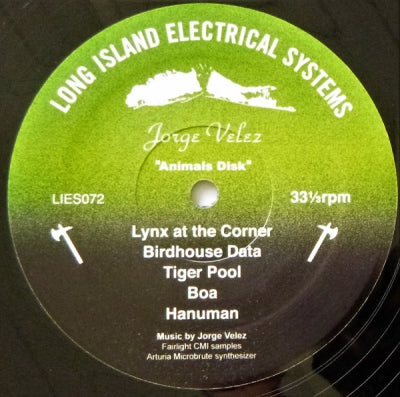 LONG ISLAND ELECTRICAL SYSTEMS
Jorge Velez
"Animals Disk"
LIES072
33⅓rpm
Lynx at the Corner
Birdhouse Data
Tiger Pool
Boa
Hanuman
Music by Jorge Velez
Fairlight CMI samples
Arturia Microbrute synthesizer